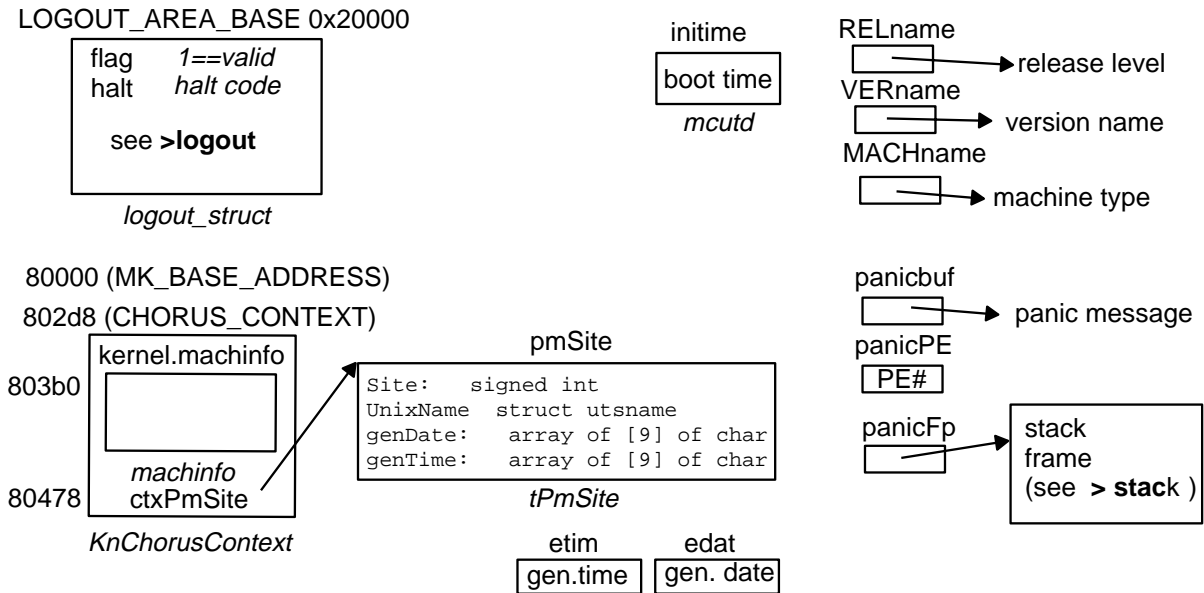 LOGOUT_AREA_BASE 0x20000
flag 1==valid
halt halt code
see >logout
logout_struct
initime
boot time
mcutd
RELname
release level
VERname
version name
MACHname
machine type
80000 (MK_BASE_ADDRESS)
802d8 (CHORUS_CONTEXT)
kernel.machinfo
803b0
machinfo
80478
ctxPmSite
KnChorusContext
pmSite
Site: signed int
UnixName struct utsname
genDate: array of [9] of char
genTime: array of [9] of char
tPmSite
etim
gen.time
edat
gen. date
panicbuf
panic message
panicPE
PE#
panicFp
stack
frame
(see > stack )